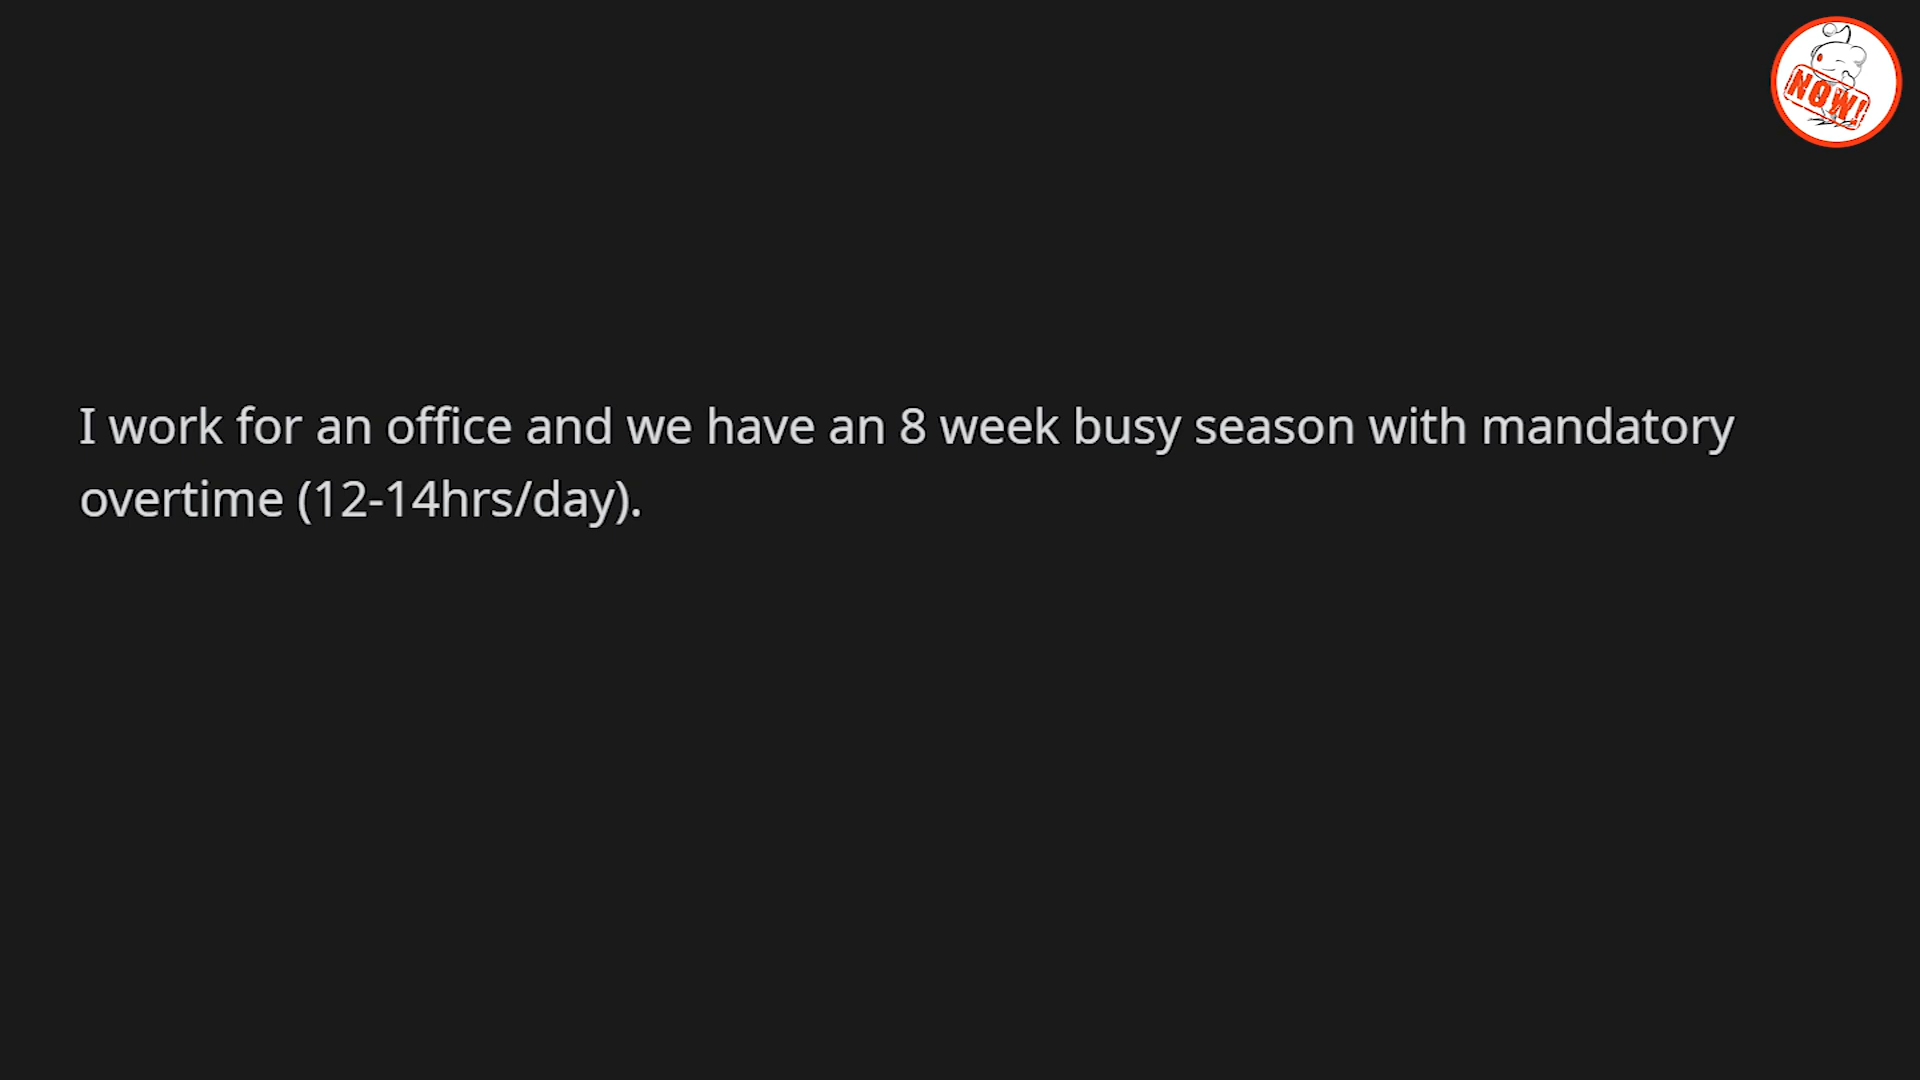 NOW!
I work for an office and we have an 8 week busy season with mandatory
overtime (12-14hrs/day).